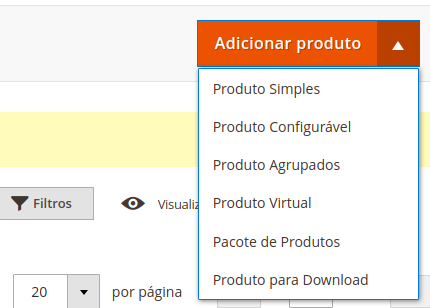 Adicionar produto
Produto Simples
Produto Configurável
Produto Agrupados
Produto Virtual
Pacote de Produtos
Produto para Download
Filtros
20
por página